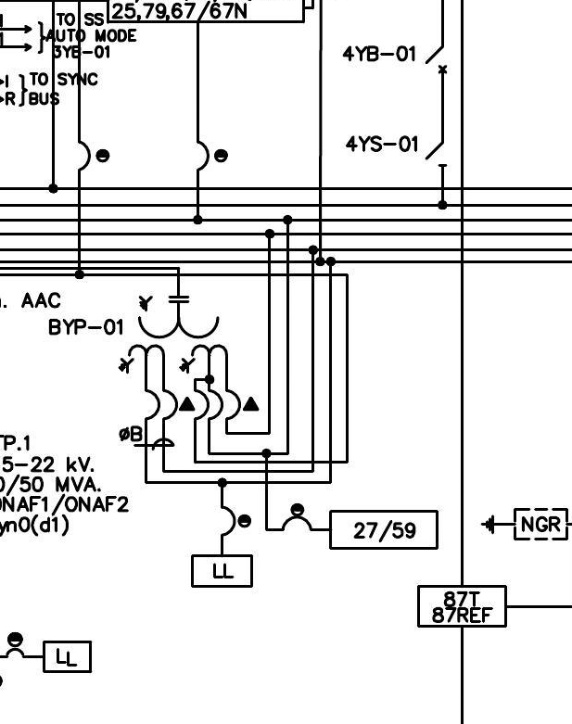 25,79,67/67N
TO SS
AUTO MODE
3YB-01
I
R
TO SYNC
BUS
4YB-01
4YS-01
. AAC
BYP-01
øB
TP.1
5-22 kV.
0/50 MVA.
ONAF1/ONAF2
yn0(d1)
27/59
NGR
LL
87T
87REF
LL